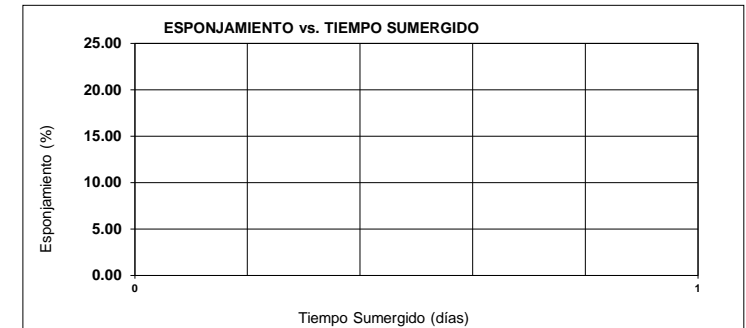 ESPONJAMIENTO vs. TIEMPO SUMERGIDO
25.00
20.00
15.00
10.00
5.00
0.00
Esponjamiento (%)
0
1
Tiempo Sumergido (días)